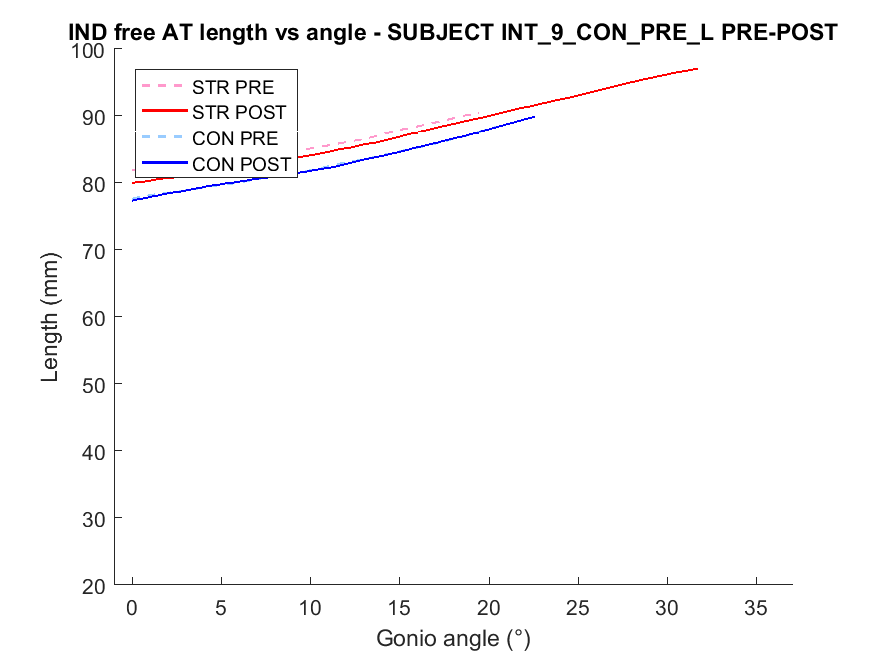 IND free AT length vs angle - SUBJECT INT_9_CON_PRE_L PRE-POST
100
90
80
70
60
50
40
30
20
Length (mm)
STR PRE
STR POST
CON PRE
CON POST
0 5 10 15 20 25 30 35
Gonio angle (°)